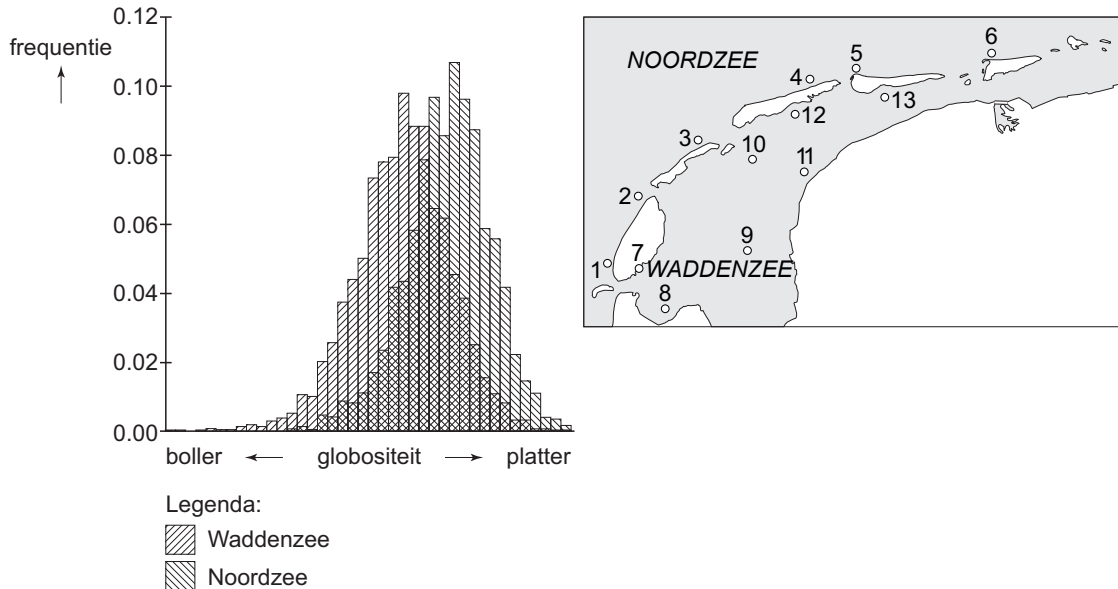 0.12
frequentie
0.10
0.08
0.06
0.04
0.02
0.00
boller globositeit platter
Legenda:
Waddenzee
Noordzee
NOORDZEE
6
5
4
13
12
3
10
11
2
9
1
7
WADDENZEE
8